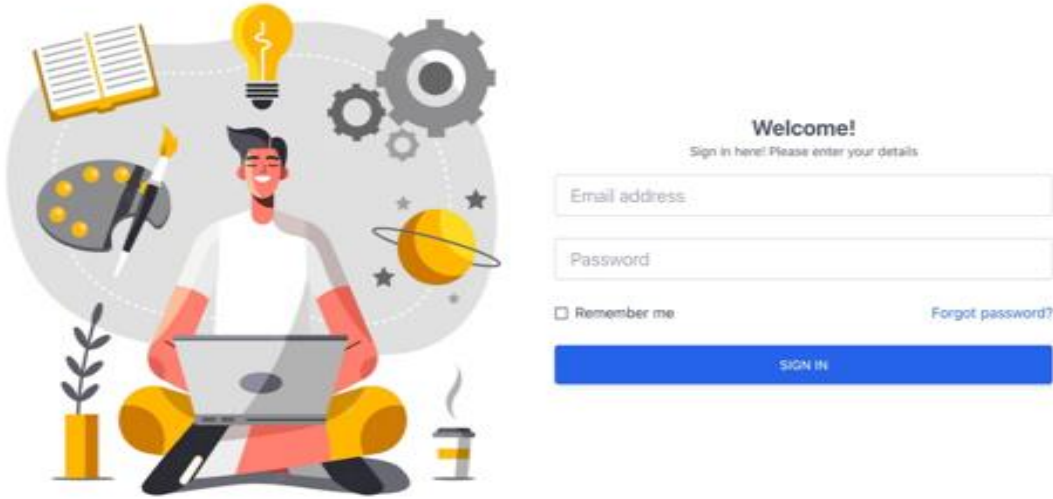 Welcome!
Sign in here! Please enter your details
Email address
Password
Remember me
Forgot password?
SIGN IN